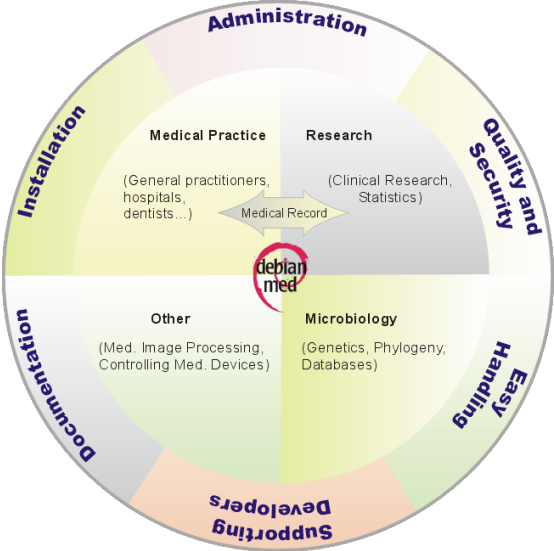 Administration
Installation
Quality and
Security
Medical Practice
Research
(General practitioners,
hospitals,
dentists...)
(Clinical Research,
Statistics)
Medical Record
debian
med
Other
Microbiology
(Med. Image Processing,
Controlling Med. Devices)
(Genetics, Phylogeny,
Databases)
Documentation
Easy
Handling
Supporting
Developers